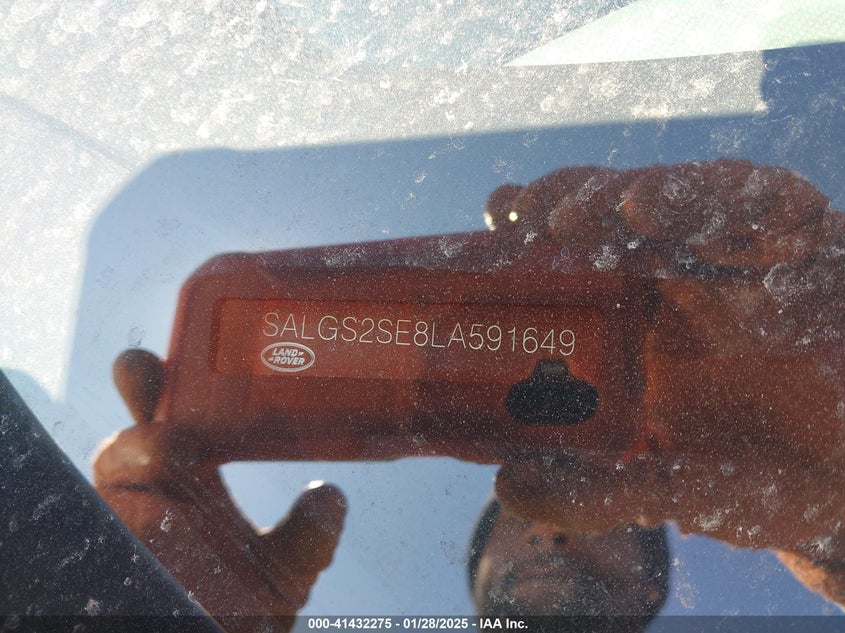 SALGS2SE8LA591649
LAND-
-ROVER
000-41432275 - 01/28/2025 - IAA Inc.